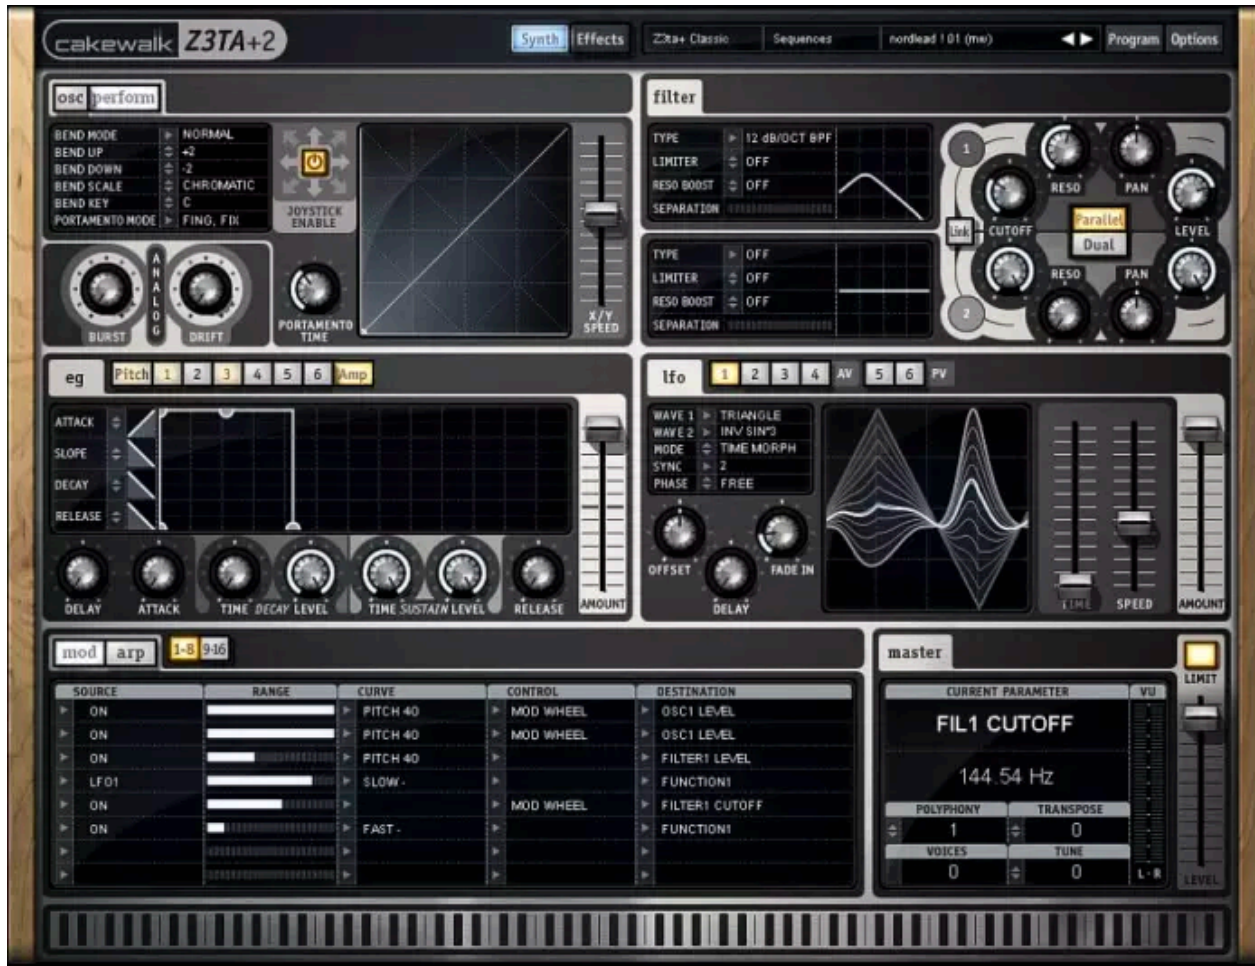 cakewalk Z3TA+2
Synth Effects
Z3ta+ Classic Sequences nordlead 101 (mw)
Program Options
osc perform
BEND MODE NORMAL
BEND UP +2
BEND DOWN -2
BEND SCALE CHROMATIC
BEND KEY C
PORTAMENTO MODE FING, FIX
JOYSTICK
ENABLE
ANALOG
BURST DRIFT
PORTAMENTO
TIME
X/Y
SPEED
filter
TYPE 12 dB/OCT BPF
LIMITER OFF
RESO BOOST OFF
SEPARATION
TYPE OFF
LIMITER OFF
RESO BOOST OFF
SEPARATION
1
RESO PAN
Link CUTOFF Parallel LEVEL
Dual
RESO PAN
2
eg Pitch 1 2 3 4 5 6 Amp
ATTACK
SLOPE
DECAY
RELEASE
DELAY ATTACK TIME DECAY LEVEL TIME SUSTAIN LEVEL RELEASE AMOUNT
lfo 1 2 3 4 AV 5 6 PV
WAVE 1 TRIANGLE
WAVE 2 INV SIN^3
MODE TIME MORPH
SYNC 2
PHASE FREE
OFFSET FADE IN
DELAY
TIME SPEED AMOUNT
mod arp 1-8 9-16
SOURCE RANGE CURVE CONTROL DESTINATION
ON PITCH 40 MOD WHEEL OSC1 LEVEL
ON PITCH 40 MOD WHEEL OSC1 LEVEL
ON PITCH 40 FILTER1 LEVEL
LFO1 SLOW - FUNCTION1
ON MOD WHEEL FILTER1 CUTOFF
ON FAST - FUNCTION1
master
LIMIT
CURRENT PARAMETER VU
FIL1 CUTOFF
144.54 Hz
POLYPHONY TRANSPOSE
1 0
VOICES TUNE
0 0
L - R
LEVEL